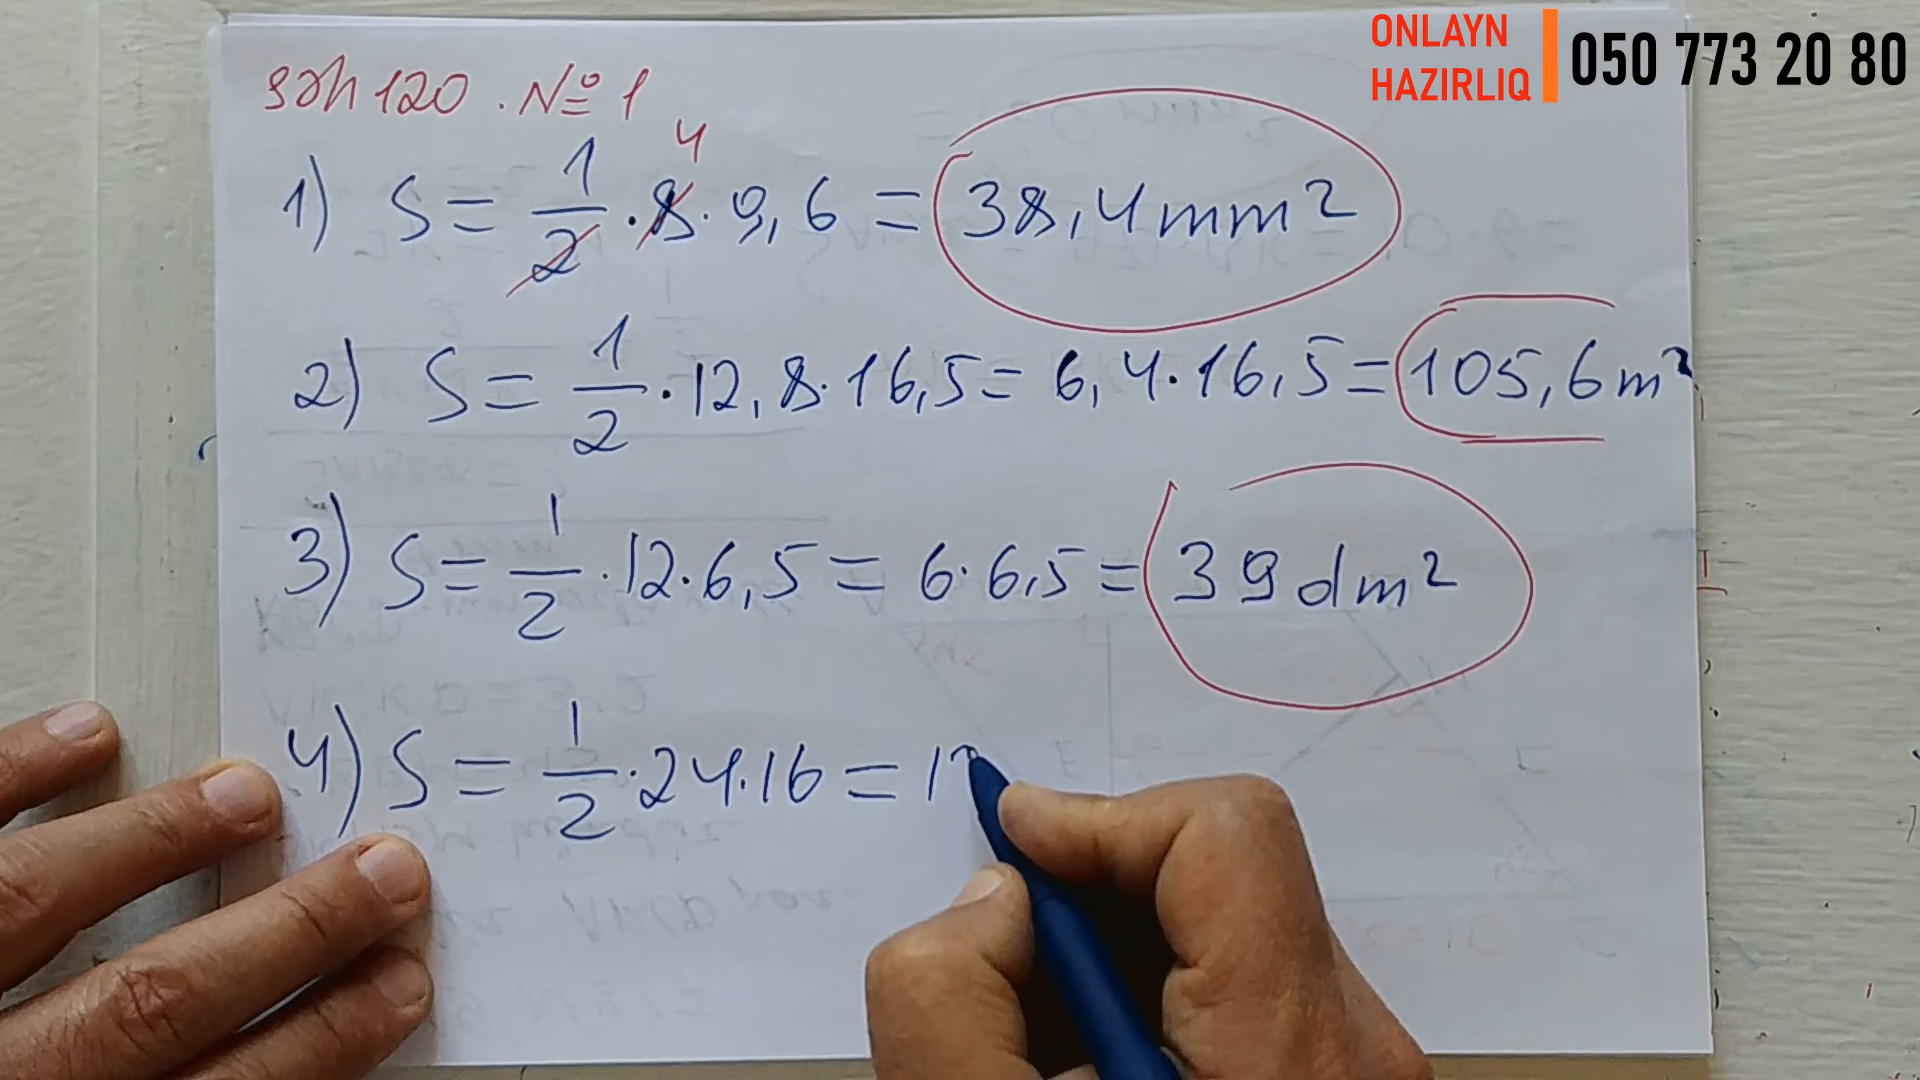 ONLAYN
HAZIRLIQ
050 773 20 80
səh 120 . № 1
4
1) S = 1/2 · 8 · 9,6 = 38,4 mm²
2) S = 1/2 · 12,8 · 16,5 = 6,4 · 16,5 = 105,6 m²
3) S = 1/2 · 12 · 6,5 = 6 · 6,5 = 39 dm²
4) S = 1/2 · 24 · 16 = 1